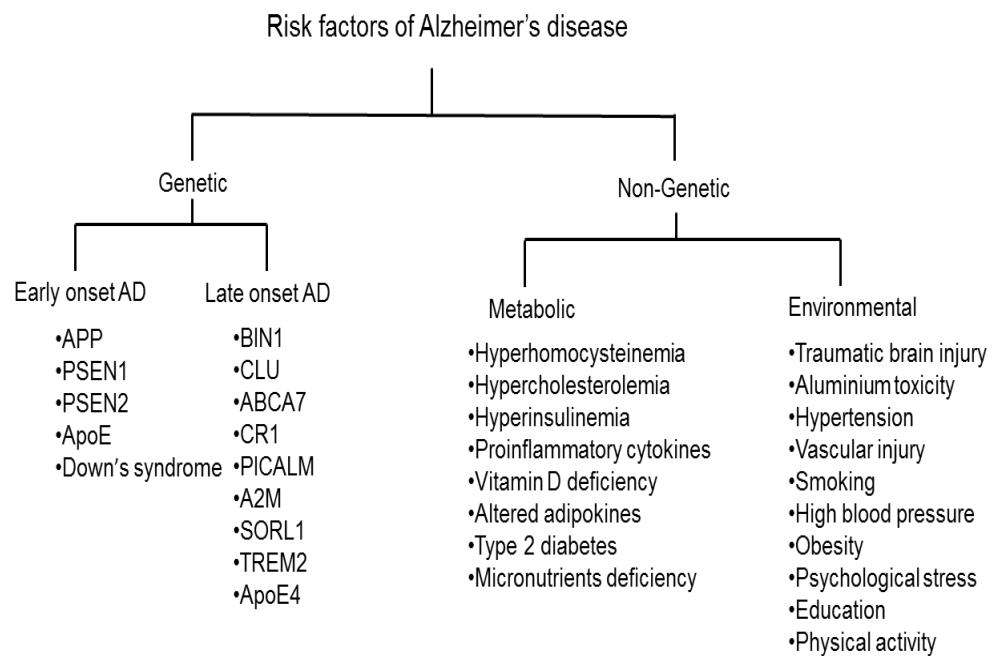 Risk factors of Alzheimer's disease
Genetic
Non-Genetic
Early onset AD
•APP
•PSEN1
•PSEN2
•ApoE
•Down's syndrome
Late onset AD
•BIN1
•CLU
•ABCA7
•CR1
•PICALM
•A2M
•SORL1
•TREM2
•ApoE4
Metabolic
•Hyperhomocysteinemia
•Hypercholesterolemia
•Hyperinsulinemia
•Proinflammatory cytokines
•Vitamin D deficiency
•Altered adipokines
•Type 2 diabetes
•Micronutrients deficiency
Environmental
•Traumatic brain injury
•Aluminium toxicity
•Hypertension
•Vascular injury
•Smoking
•High blood pressure
•Obesity
•Psychological stress
•Education
•Physical activity